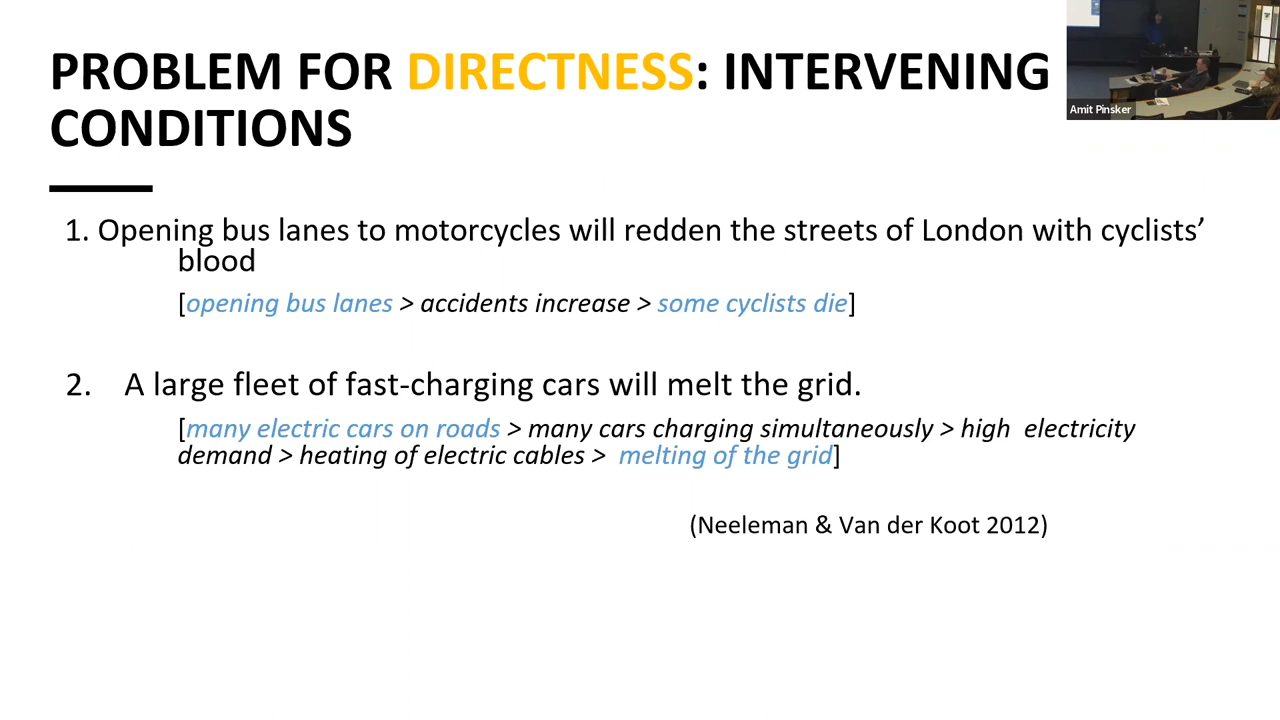 PROBLEM FOR DIRECTNESS: INTERVENING
CONDITIONS
Amit Pinsker
1. Opening bus lanes to motorcycles will redden the streets of London with cyclists’
blood
[opening bus lanes > accidents increase > some cyclists die]
2. A large fleet of fast-charging cars will melt the grid.
[many electric cars on roads > many cars charging simultaneously > high electricity
demand > heating of electric cables > melting of the grid]
(Neeleman & Van der Koot 2012)